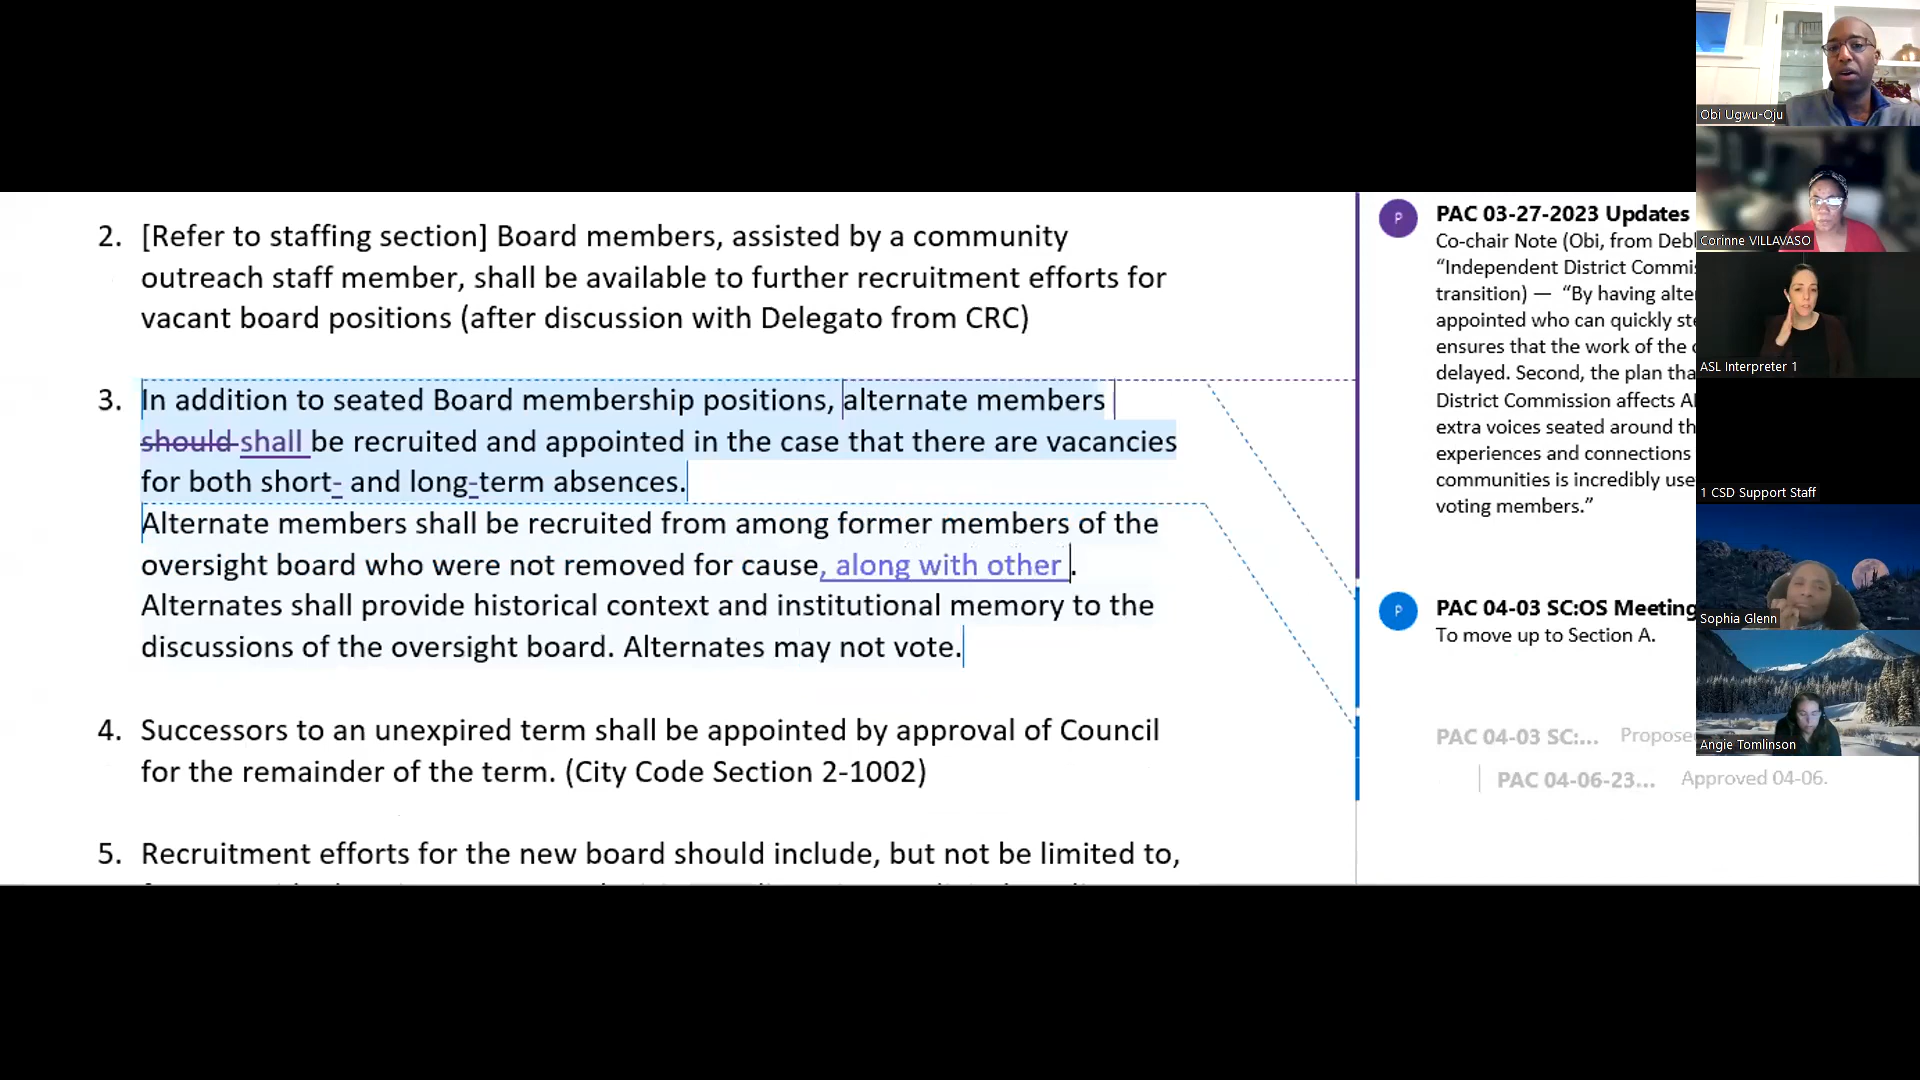 2. [Refer to staffing section] Board members, assisted by a community
outreach staff member, shall be available to further recruitment efforts for
vacant board positions (after discussion with Delegato from CRC)
3. In addition to seated Board membership positions, alternate members
should shall be recruited and appointed in the case that there are vacancies
for both short- and long-term absences.
Alternate members shall be recruited from among former members of the
oversight board who were not removed for cause, along with other .
Alternates shall provide historical context and institutional memory to the
discussions of the oversight board. Alternates may not vote.
4. Successors to an unexpired term shall be appointed by approval of Council
for the remainder of the term. (City Code Section 2-1002)
5. Recruitment efforts for the new board should include, but not be limited to,
P
PAC 03-27-2023 Updates
Co-chair Note (Obi, from Deb
“Independent District Commis
transition) — “By having alte
appointed who can quickly ste
ensures that the work of the
delayed. Second, the plan tha
District Commission affects
extra voices seated around th
experiences and connections
communities is incredibly use
voting members.”
P
PAC 04-03 SC:OS Meeting
To move up to Section A.
PAC 04-03 SC:... Propose
PAC 04-06-23... Approved 04-06.
Obi Ugwu-Oju
Corinne VILLAVASO
ASL Interpreter 1
1 CSD Support Staff
Sophia Glenn
Angie Tomlinson